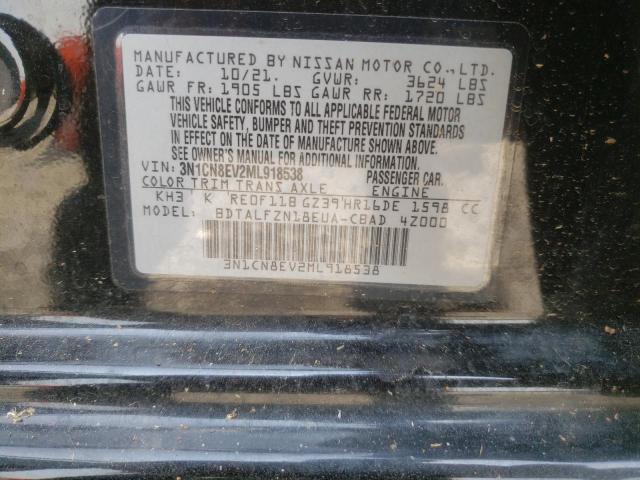 MANUFACTURED BY NISSAN MOTOR CO., LTD.
DATE: 10/21. GVWR: 3624 LBS
GAWR FR: 1905 LBS GAWR RR: 1720 LBS
THIS VEHICLE CONFORMS TO ALL APPLICABLE FEDERAL MOTOR
VEHICLE SAFETY, BUMPER AND THEFT PREVENTION STANDARDS
IN EFFECT ON THE DATE OF MANUFACTURE SHOWN ABOVE.
SEE OWNER'S MANUAL FOR ADDITIONAL INFORMATION.
VIN: 3N1CN8EV2ML918538 PASSENGER CAR.
COLOR TRIM TRANS AXLE ENGINE
KH3 K RE0F11B GZ39 HR16DE 1598 CC
MODEL: BDTALFZN18EUA-CBAD 4Z000
3N1CN8EV2ML918538